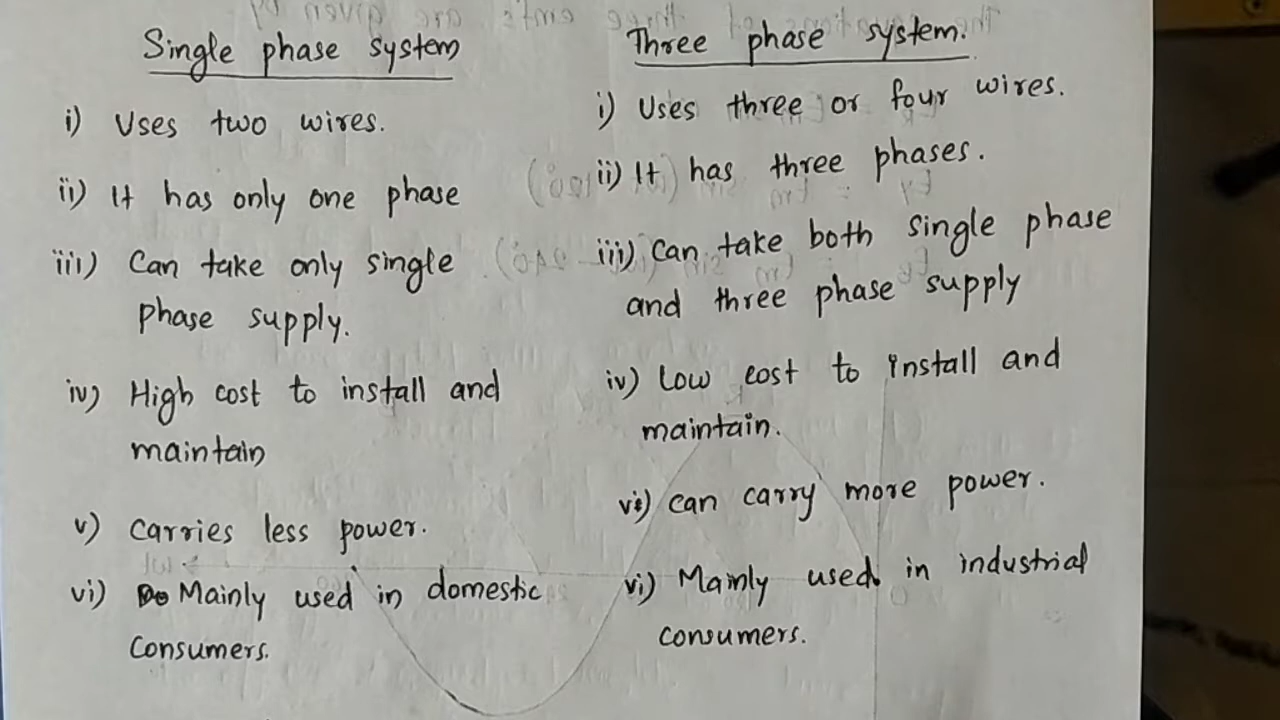 Single phase system
i) Uses two wires.
ii) It has only one phase
iii) Can take only single
phase supply.
iv) High cost to install and
maintain
v) Carries less power.
vi) Mainly used in domestic
Consumers.
Three phase system.
i) Uses three or four wires.
ii) It has three phases.
iii) Can take both single phase
and three phase supply
iv) Low cost to install and
maintain.
v) Can carry more power.
vi) Mainly used in industrial
consumers.